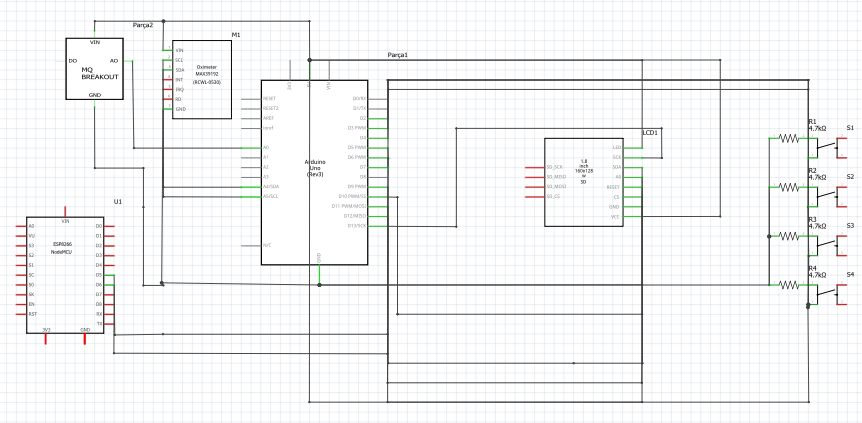 Parça2
M1
Parça1
VIN
DO
AO
MQ
BREAKOUT
GND
VIN
SCL
SDA
INT
IRQ
RD
GND
Oximeter
MAX30102
(RCWL-0530)
3V3
5V
VIN
RESET
RESET2
AREF
ioref
A0
A1
A2
A3
A4/SDA
A5/SCL
N/C
Arduino
Uno
(Rev3)
D0/RX
D1/TX
D2
D3 PWM
D4
D5 PWM
D6 PWM
D7
D8
D9 PWM
D10 PWM/SS
D11 PWM/MOSI
D12/MISO
D13/SCK
GND
LCD1
SD_SCK
SD_MISO
SD_MOSI
SD_CS
1.8
inch
160x128
SD
LED
SCK
SDA
A0
RESET
CS
GND
VCC
R1
4.7kΩ
S1
R2
4.7kΩ
S2
R3
4.7kΩ
S3
R4
4.7kΩ
S4
U1
VIN
ESP8266
NodeMCU
A0
VU
S3
S2
S1
SC
SO
SK
EN
RST
D0
D1
D2
D3
D4
D5
D6
D7
D8
RX
TX
3V3
GND